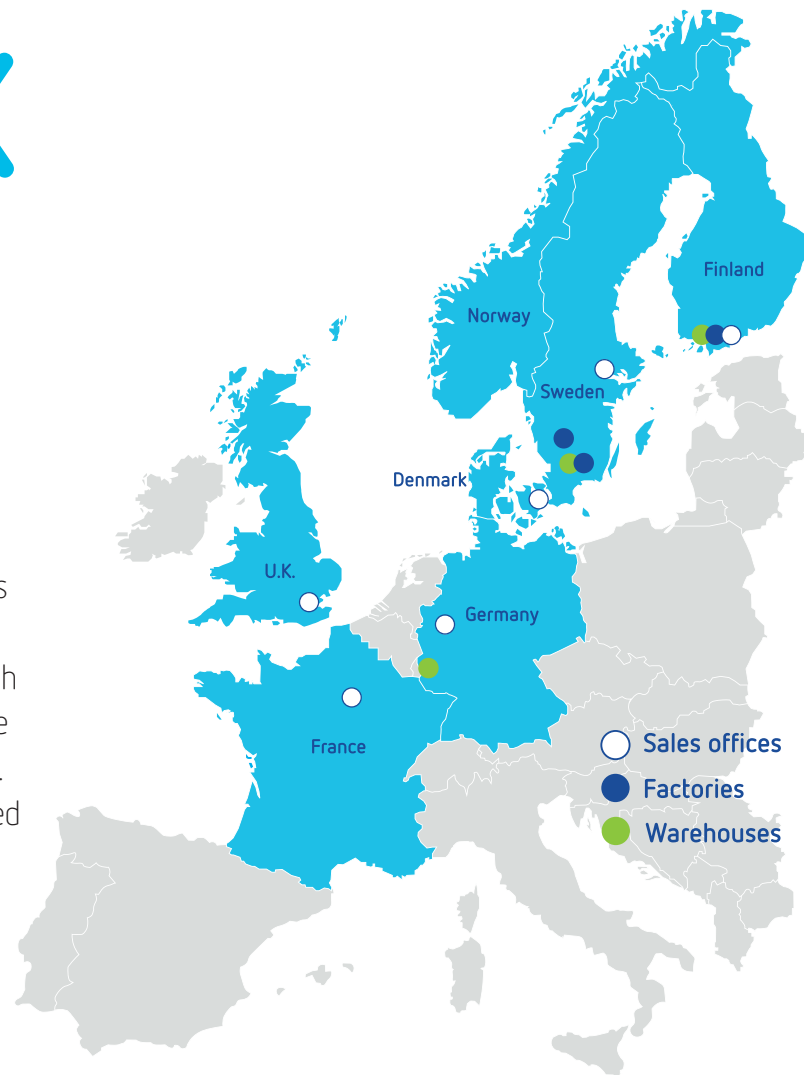 Finland
Norway
Sweden
Denmark
U.K.
Germany
France
Sales offices
Factories
Warehouses